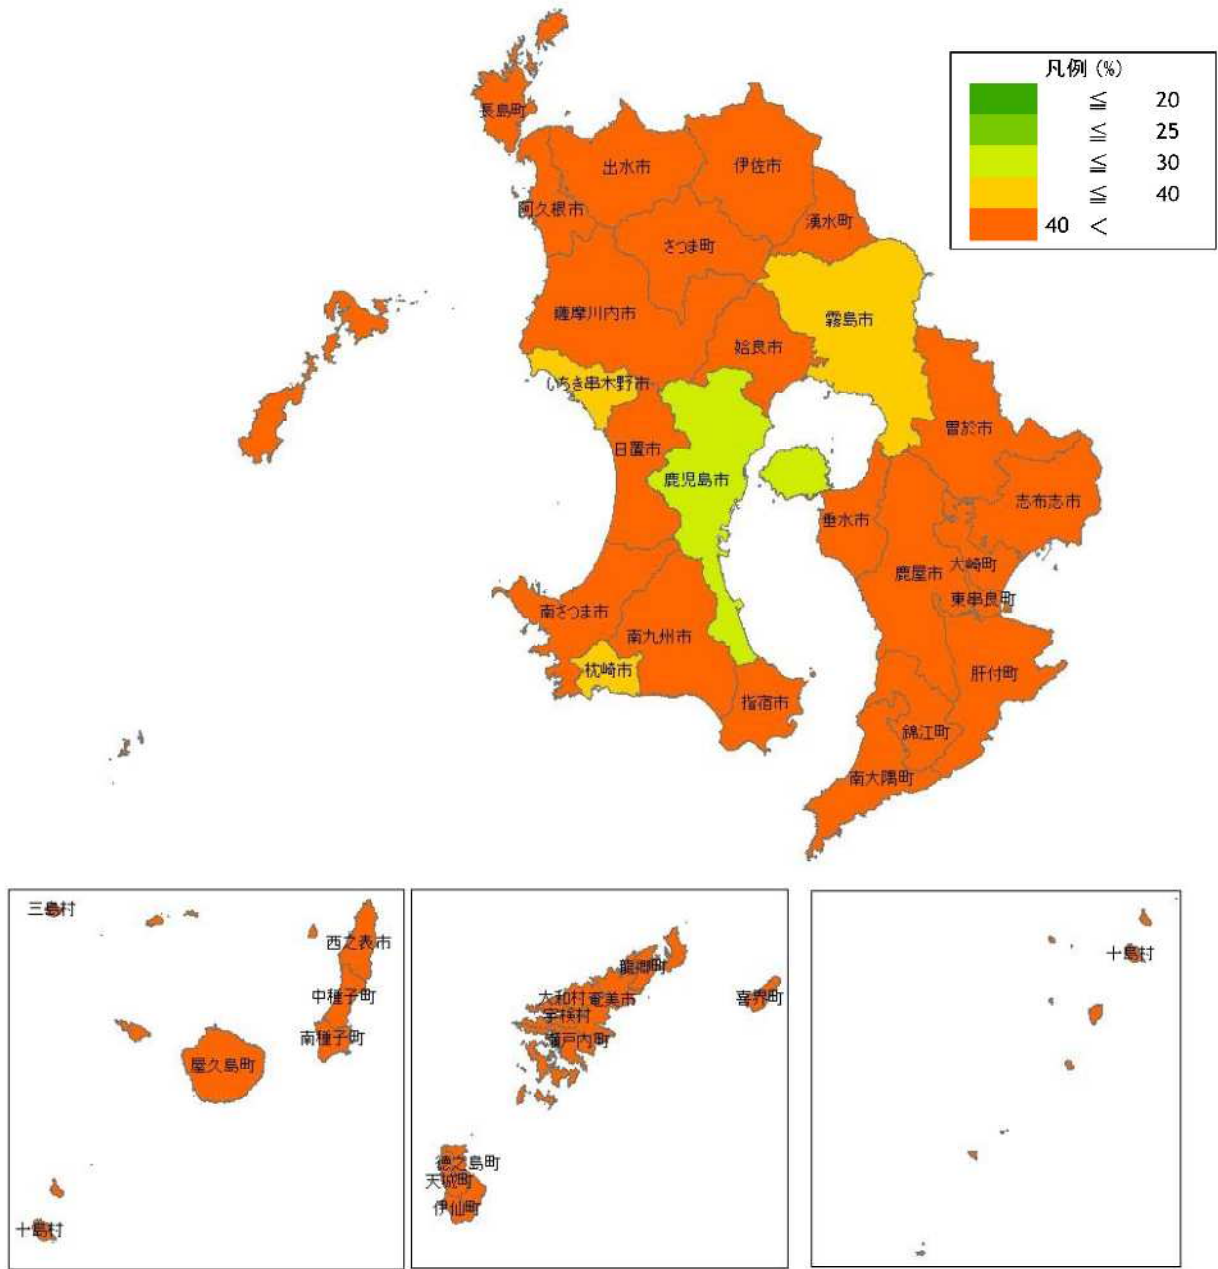 凡例 (%)
≦ 20
≦ 25
≦ 30
≦ 40
40 <
長島町
出水市
伊佐市
阿久根市
湧水町
さつま町
薩摩川内市
霧島市
姶良市
いちき串木野市
曽於市
日置市
鹿児島市
志布志市
垂水市
大崎町
鹿屋市
東串良町
南さつま市
南九州市
枕崎市
肝付町
指宿市
錦江町
南大隅町
三島村
西之表市
中種子町
南種子町
屋久島町
十島村
龍郷町
大和村
奄美市
喜界町
宇検村
瀬戸内町
徳之島町
天城町
伊仙町
十島村